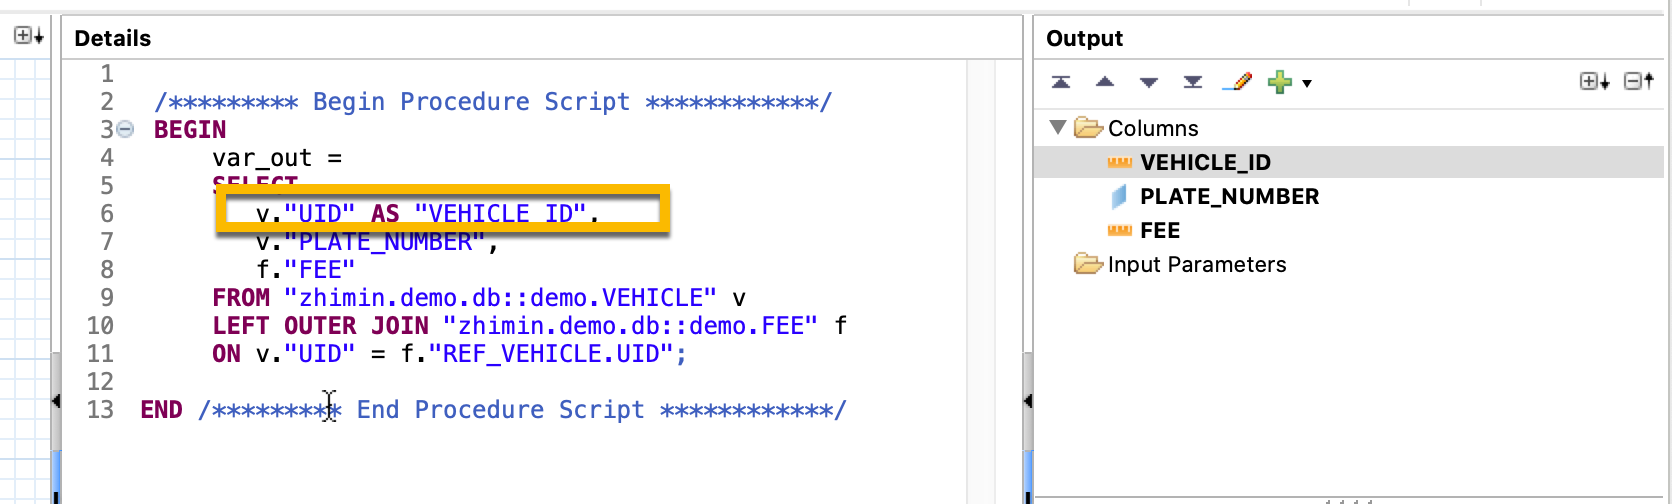 Details
1
2 /********* Begin Procedure Script ************/
3 BEGIN
4 var_out =
5 SELECT
6 v."UID" AS "VEHICLE_ID",
7 v."PLATE_NUMBER",
8 f."FEE"
9 FROM "zhimin.demo.db::demo.VEHICLE" v
10 LEFT OUTER JOIN "zhimin.demo.db::demo.FEE" f
11 ON v."UID" = f."REF_VEHICLE.UID";
12
13 END /********* End Procedure Script ************/
Output
Columns
VEHICLE_ID
PLATE_NUMBER
FEE
Input Parameters